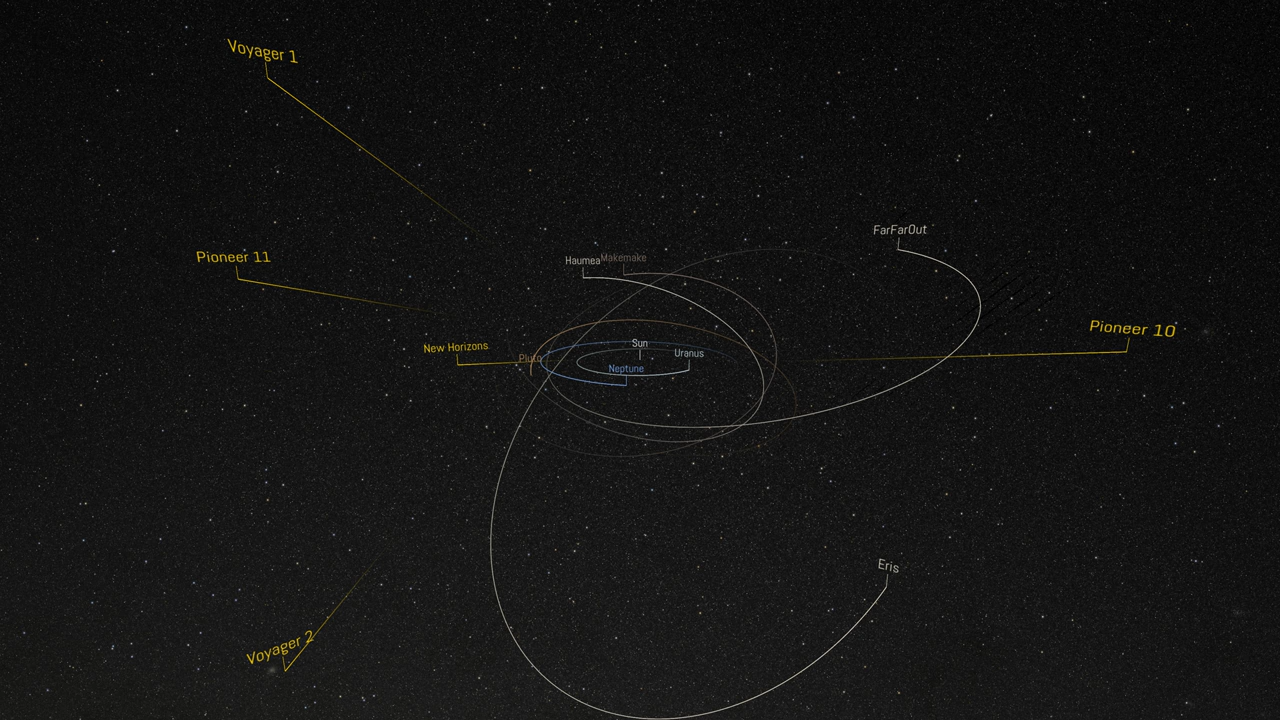 Voyager 1
FarFarOut
Pioneer 11
Haumea
Makemake
Pioneer 10
Sun
New Horizons
Uranus
Pluto
Neptune
Eris
Voyager 2